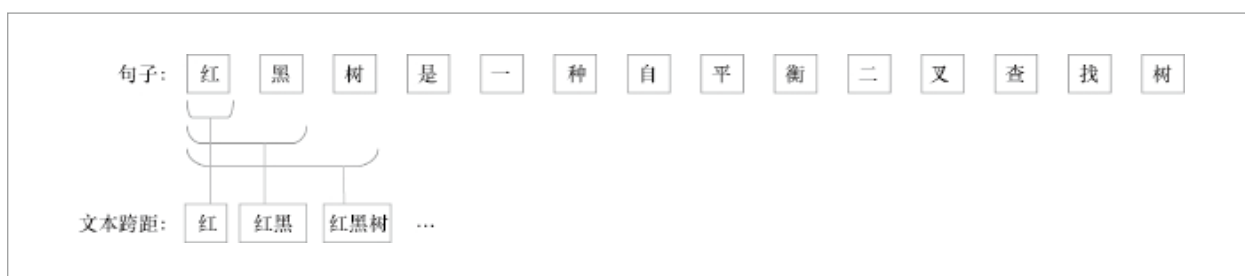 句子: 红 黑 树 是 一 种 自 平 衡 二 叉 查 找 树
文本跨距: 红 红黑 红黑树 …